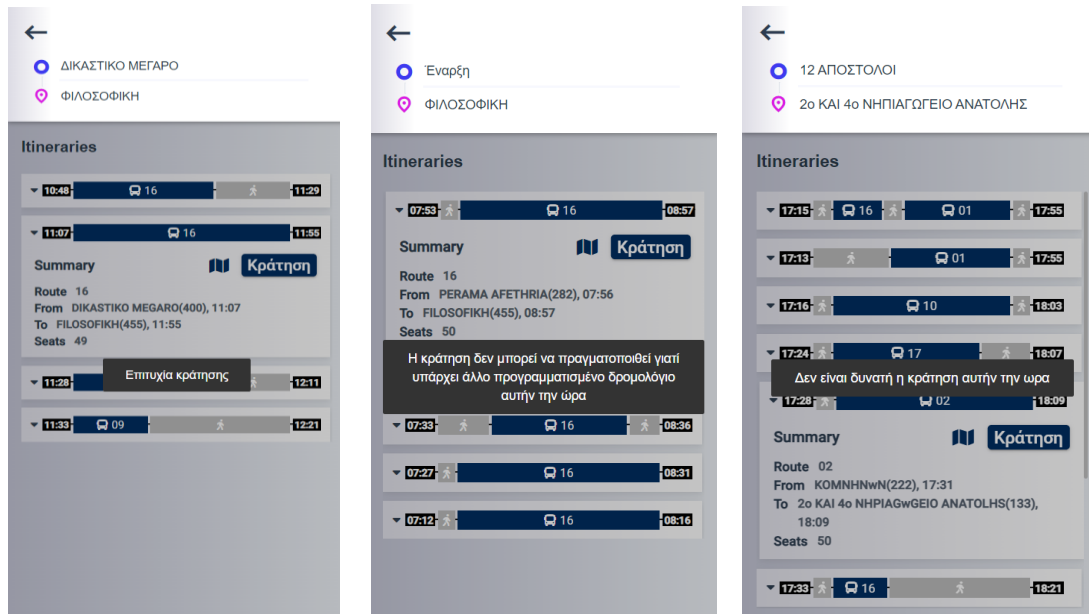 ΔΙΚΑΣΤΙΚΟ ΜΕΓΑΡΟ
ΦΙΛΟΣΟΦΙΚΗ
Itineraries
10:48 16 11:29
11:07 16 11:55
Summary Κράτηση
Route 16
From DIKASTIKO MEGARO(400), 11:07
To FILOSOFIKH(455), 11:55
Seats 49
Επιτυχία κράτησης
11:28 12:11
11:33 09 12:21
Έναρξη
ΦΙΛΟΣΟΦΙΚΗ
Itineraries
07:53 16 08:57
Summary Κράτηση
Route 16
From PERAMA AFETHRIA(282), 07:56
To FILOSOFIKH(455), 08:57
Seats 50
Η κράτηση δεν μπορεί να πραγματοποιηθεί γιατί
υπάρχει άλλο προγραμματισμένο δρομολόγιο
αυτήν την ώρα
07:33 16 08:36
07:27 16 08:31
07:12 16 08:16
12 ΑΠΟΣΤΟΛΟΙ
2ο ΚΑΙ 4ο ΝΗΠΙΑΓΩΓΕΙΟ ΑΝΑΤΟΛΗΣ
Itineraries
17:15 16 01 17:55
17:13 01 17:55
17:16 10 18:03
17:24 17 18:07
Δεν είναι δυνατή η κράτηση αυτήν την ωρα
17:28 02 18:09
Summary Κράτηση
Route 02
From KOMNHNwN(222), 17:31
To 2o KAI 4o NHPIAGwGEIO ANATOLHS(133),
18:09
Seats 50
17:33 16 18:21